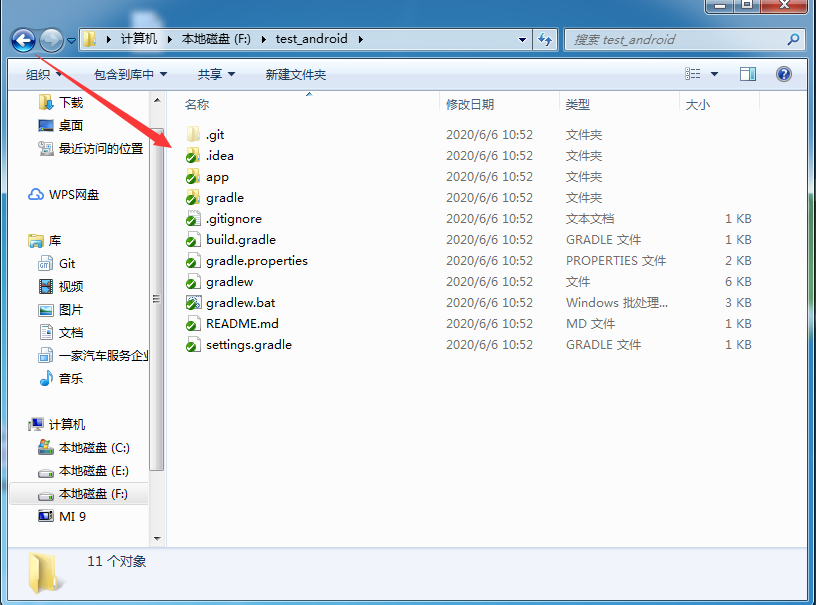 计算机 本地磁盘 (F:) test_android
搜索 test_android
组织 包含到库中 共享 新建文件夹
名称 修改日期 类型 大小
下载
桌面
最近访问的位置
WPS网盘
库
Git
视频
图片
文档
一家汽车服务企业
音乐
计算机
本地磁盘 (C:)
本地磁盘 (E:)
本地磁盘 (F:)
MI 9
.git 2020/6/6 10:52 文件夹
.idea 2020/6/6 10:52 文件夹
app 2020/6/6 10:52 文件夹
gradle 2020/6/6 10:52 文件夹
.gitignore 2020/6/6 10:52 文本文档 1 KB
build.gradle 2020/6/6 10:52 GRADLE 文件 1 KB
gradle.properties 2020/6/6 10:52 PROPERTIES 文件 2 KB
gradlew 2020/6/6 10:52 文件 6 KB
gradlew.bat 2020/6/6 10:52 Windows 批处理... 3 KB
README.md 2020/6/6 10:52 MD 文件 1 KB
settings.gradle 2020/6/6 10:52 GRADLE 文件 1 KB
11 个对象